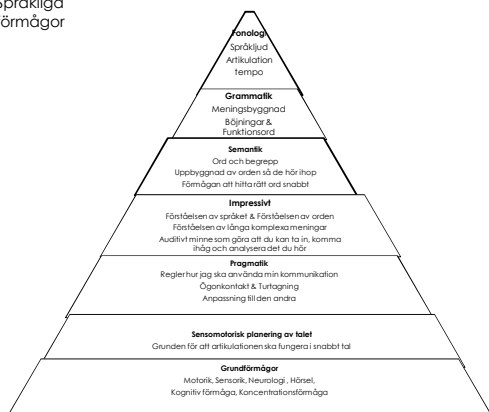 Språkliga
förmågor
Fonologi
Språkljud
Artikulation
tempo
Grammatik
Meningsbyggnad
Böjningar &
Funktionsord
Semantik
Ord och begrepp
Uppbyggnad av orden så de hör ihop
Förmågan att hitta rätt ord snabbt
Impressivt
Förståelsen av språket & Förståelsen av orden
Förståelsen av långa komplexa meningar
Auditivt minne som göra att du kan ta in, komma
ihåg och analysera det du hör
Pragmatik
Regler hur jag ska använda min kommunikation
Ögonkontakt & Turtagning
Anpassning till den andra
Sensomotorisk planering av talet
Grunden för att artikulationen ska fungera i snabbt tal
Grundförmågor
Motorik, Sensorik, Neurologi, Hörsel,
Kognitiv förmåga, Koncentrationsförmåga